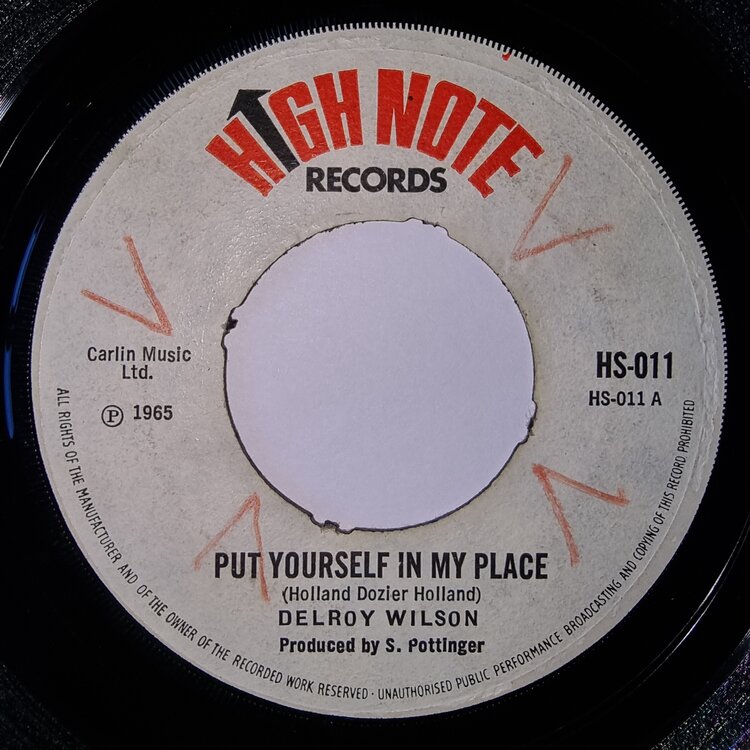 HIGH NOTE
RECORDS
Carlin Music
Ltd.
Ⓟ 1965
HS-011
HS-011 A
PUT YOURSELF IN MY PLACE
(Holland Dozier Holland)
DELROY WILSON
Produced by S. Pottinger
ALL RIGHTS OF THE MANUFACTURER AND OF THE OWNER OF THE RECORDED WORK RESERVED · UNAUTHORISED PUBLIC PERFORMANCE BROADCASTING AND COPYING OF THIS RECORD PROHIBITED